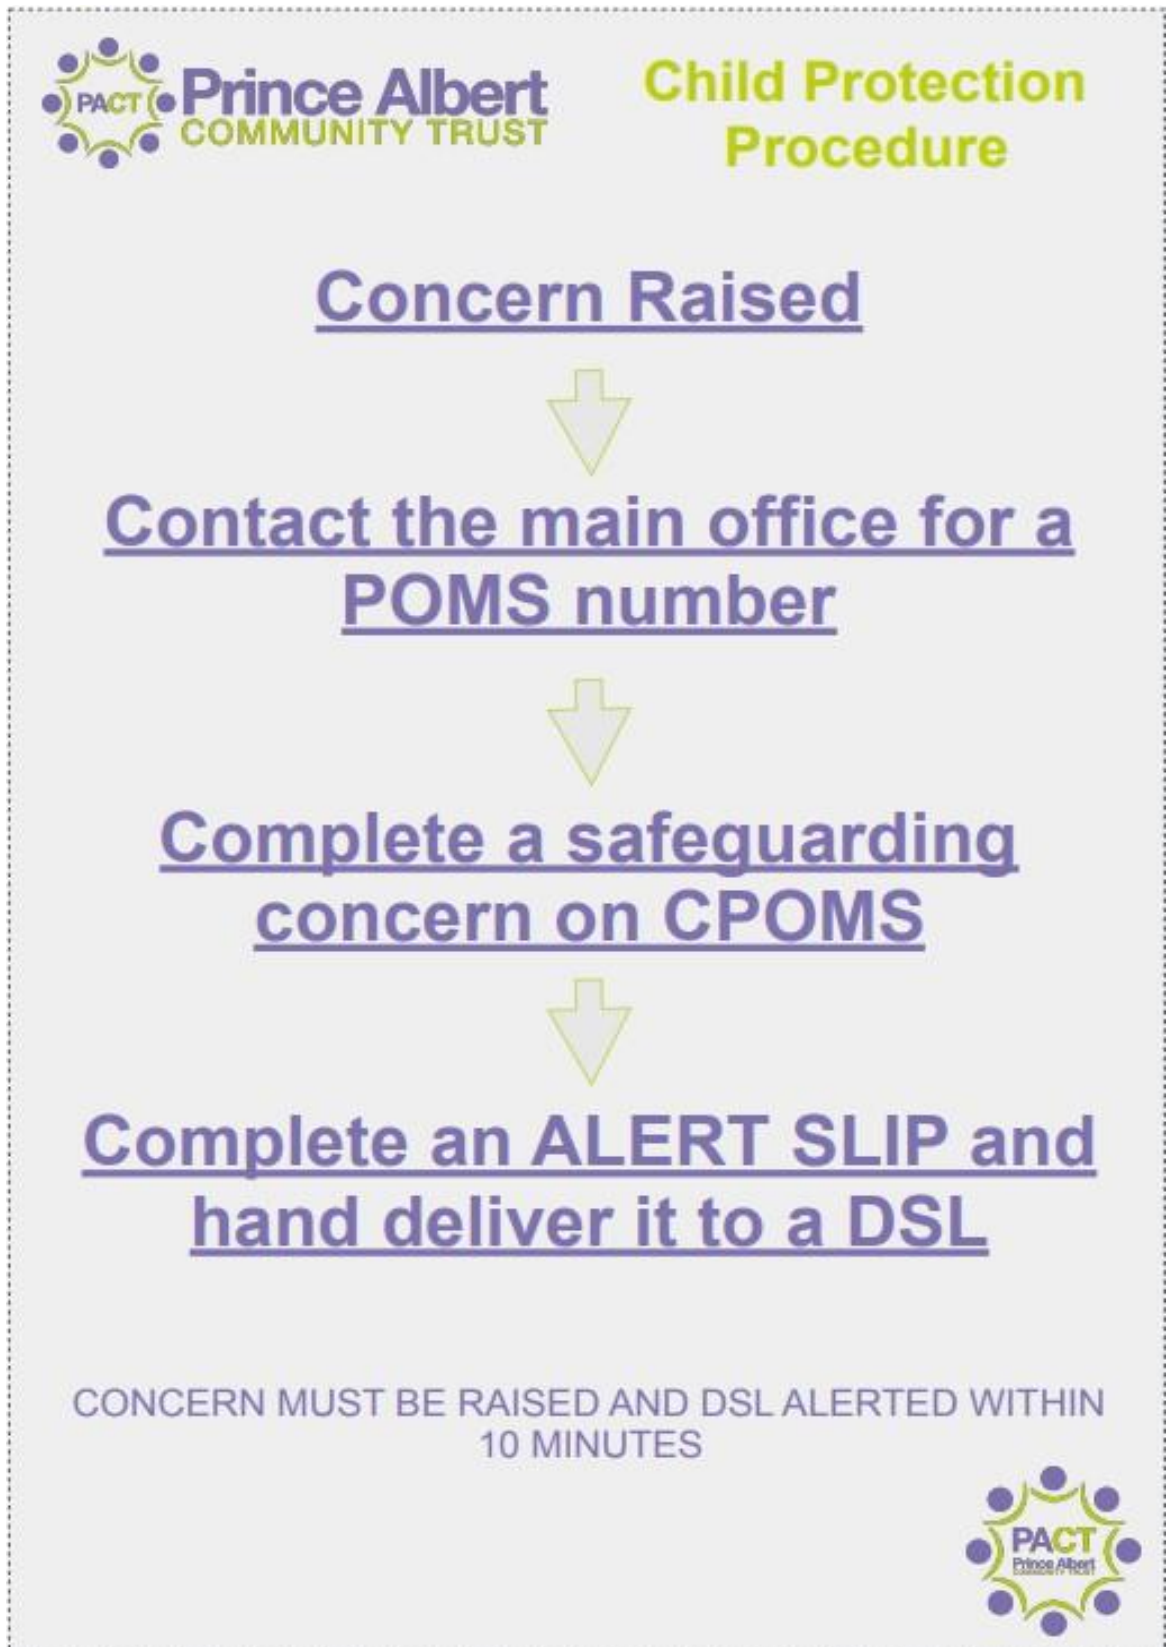 PACT
Prince Albert
COMMUNITY TRUST
Child Protection
Procedure
Concern Raised
Contact the main office for a
POMS number
Complete a safeguarding
concern on CPOMS
Complete an ALERT SLIP and
hand deliver it to a DSL
CONCERN MUST BE RAISED AND DSL ALERTED WITHIN
10 MINUTES
PACT
Prince Albert
COMMUNITY TRUST